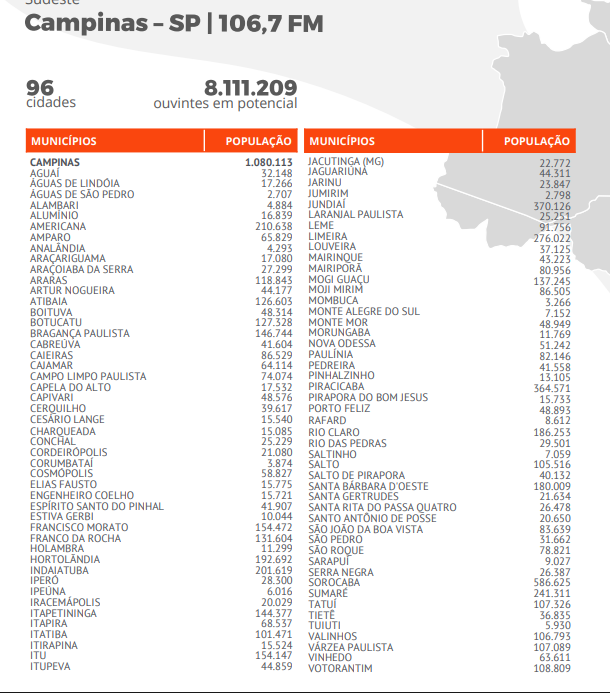 Sudeste
Campinas – SP | 106,7 FM
96
cidades
8.111.209
ouvintes em potencial
MUNICÍPIOS POPULAÇÃO
CAMPINAS 1.080.113
AGUAÍ 32.148
ÁGUAS DE LINDÓIA 17.266
ÁGUAS DE SÃO PEDRO 2.707
ALAMBARI 4.884
ALUMÍNIO 16.839
AMERICANA 210.638
AMPARO 65.829
ANALÂNDIA 4.293
ARAÇARIGUAMA 17.080
ARAÇOIABA DA SERRA 27.299
ARARAS 118.843
ARTUR NOGUEIRA 44.177
ATIBAIA 126.603
BOITUVA 48.314
BOTUCATU 127.328
BRAGANÇA PAULISTA 146.744
CABREÚVA 41.604
CAIEIRAS 86.529
CAJAMAR 64.114
CAMPO LIMPO PAULISTA 74.074
CAPELA DO ALTO 17.532
CAPIVARI 48.576
CERQUILHO 39.617
CESÁRIO LANGE 15.540
CHARQUEADA 15.085
CONCHAL 25.229
CORDEIRÓPOLIS 21.080
CORUMBATAÍ 3.874
COSMÓPOLIS 58.827
ELIAS FAUSTO 15.775
ENGENHEIRO COELHO 15.721
ESPÍRITO SANTO DO PINHAL 41.907
ESTIVA GERBI 10.044
FRANCISCO MORATO 154.472
FRANCO DA ROCHA 131.604
HOLAMBRA 11.299
HORTOLÂNDIA 192.692
INDAIATUBA 201.619
IPERÓ 28.300
IPEÚNA 6.016
IRACEMÁPOLIS 20.029
ITAPETININGA 144.377
ITAPIRA 68.537
ITATIBA 101.471
ITIRAPINA 15.524
ITU 154.147
ITUPEVA 44.859
MUNICÍPIOS POPULAÇÃO
JACUTINGA (MG) 22.772
JAGUARIÚNA 44.311
JARINU 23.847
JUMIRIM 2.798
JUNDIAÍ 370.126
LARANJAL PAULISTA 25.251
LEME 91.756
LIMEIRA 276.022
LOUVEIRA 37.125
MAIRINQUE 43.223
MAIRIPORÃ 80.956
MOGI GUAÇU 137.245
MOJI MIRIM 86.505
MOMBUCA 3.266
MONTE ALEGRE DO SUL 7.152
MONTE MOR 48.949
MORUNGABA 11.769
NOVA ODESSA 51.242
PAULÍNIA 82.146
PEDREIRA 41.558
PINHALZINHO 13.105
PIRACICABA 364.571
PIRAPORA DO BOM JESUS 15.733
PORTO FELIZ 48.893
RAFARD 8.612
RIO CLARO 186.253
RIO DAS PEDRAS 29.501
SALTINHO 7.059
SALTO 105.516
SALTO DE PIRAPORA 40.132
SANTA BÁRBARA D'OESTE 180.009
SANTA GERTRUDES 21.634
SANTA RITA DO PASSA QUATRO 26.478
SANTO ANTÔNIO DE POSSE 20.650
SÃO JOÃO DA BOA VISTA 83.639
SÃO PEDRO 31.662
SÃO ROQUE 78.821
SARAPUÍ 9.027
SERRA NEGRA 26.387
SOROCABA 586.625
SUMARÉ 241.311
TATUÍ 107.326
TIETÊ 36.835
TUIUTI 5.930
VALINHOS 106.793
VÁRZEA PAULISTA 107.089
VINHEDO 63.611
VOTORANTIM 108.809